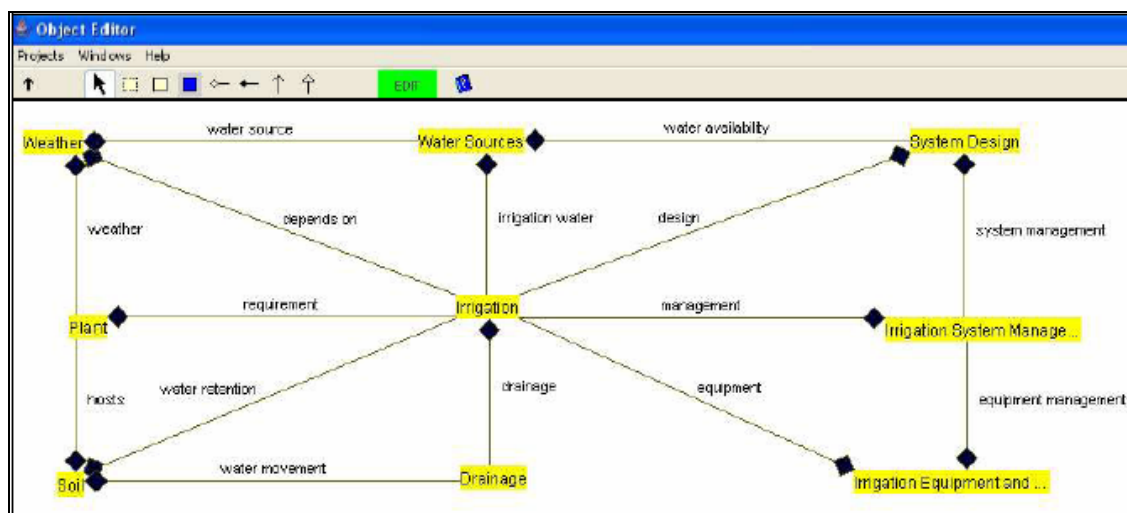 Object Editor
Projects Windows Help
EDIT
water source
water availability
Weather
Water Sources
System Design
weather
depends on
irrigation water
design
system management
requirement
Irrigation
management
Plant
Irrigation System Manage...
hosts
water retention
drainage
equipment
equipment management
water movement
Soil
Drainage
Irrigation Equipment and ...